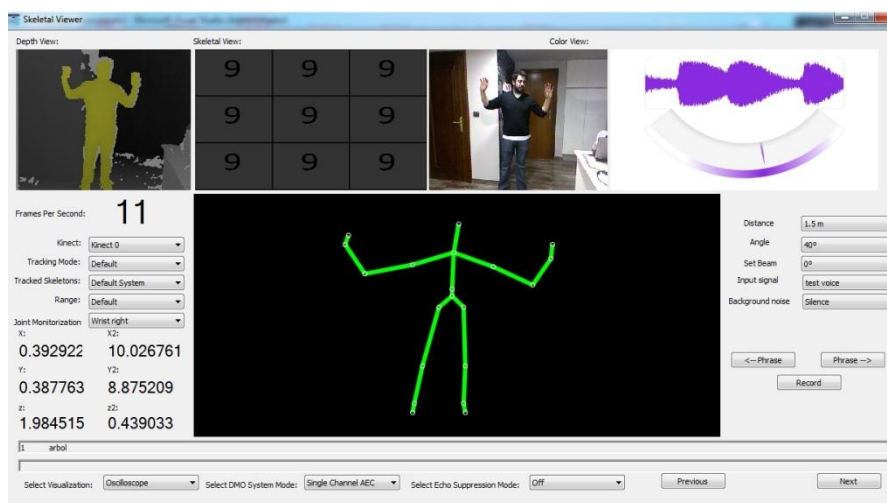 Skeletal Viewer
Depth View:
Skeletal View:
Color View:
9 9 9
9 9 9
9 9 9
Frames Per Second: 11
Kinect: Kinect 0
Tracking Mode: Default
Tracked Skeletons: Default System
Range: Default
Joint Monitorization Wrist right
X: X2:
0.392922 10.026761
Y: Y2:
0.387763 8.875209
z: z2:
1.984515 0.439033
Distance 1.5 m
Angle 40º
Set Beam 0º
Input signal test voice
Background noise Silence
<-- Phrase Phrase -->
Record
1 arbol
Select Visualization: Oscilloscope Select DMO System Mode: Single Channel AEC Select Echo Suppression Mode: Off Previous Next